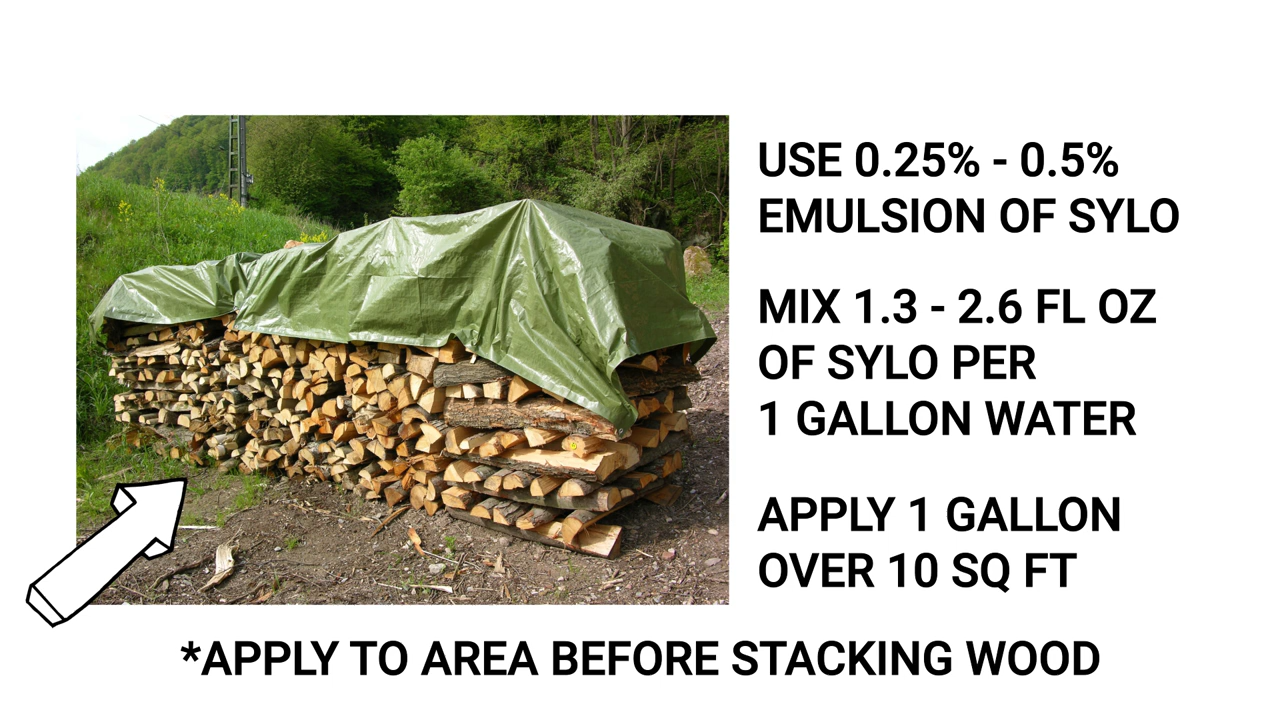 USE 0.25% - 0.5%
EMULSION OF SYLO
MIX 1.3 - 2.6 FL OZ
OF SYLO PER
1 GALLON WATER
APPLY 1 GALLON
OVER 10 SQ FT
*APPLY TO AREA BEFORE STACKING WOOD